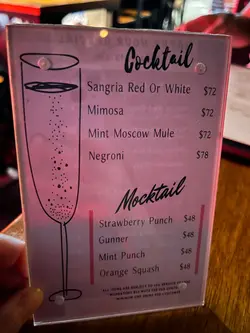 Cocktail
Sangria Red Or White $72
Mimosa $72
Mint Moscow Mule $72
Negroni $78
Mocktail
Strawberry Punch $48
Gunner $48
Mint Punch $48
Orange Squash $48